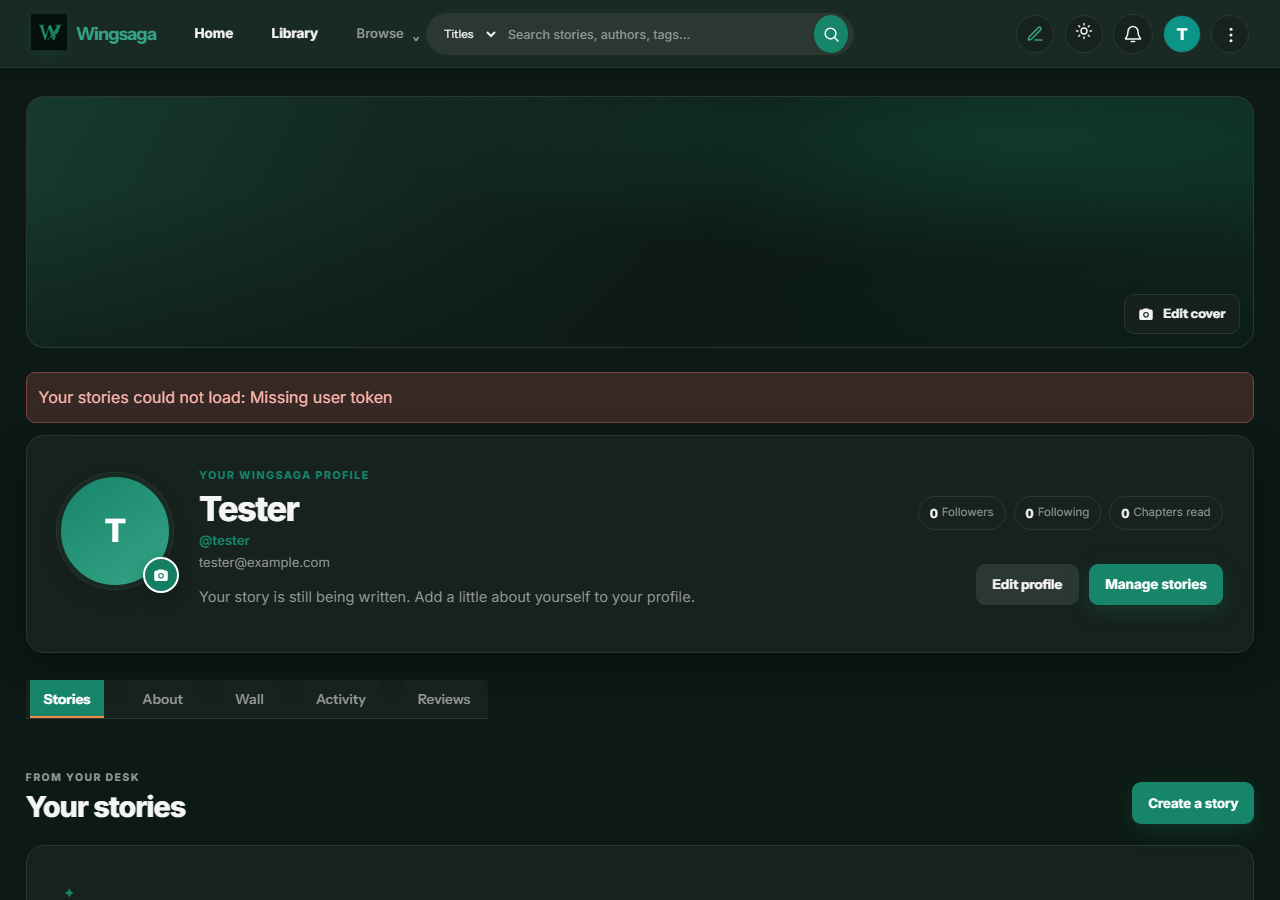 W Wingsaga Home Library Browse Titles Search stories, authors, tags... T
Edit cover
Your stories could not load: Missing user token
YOUR WINGSAGA PROFILE
T
Tester
@tester
tester@example.com
Your story is still being written. Add a little about yourself to your profile.
0 Followers 0 Following 0 Chapters read
Edit profile Manage stories
Stories About Wall Activity Reviews
FROM YOUR DESK
Your stories
Create a story